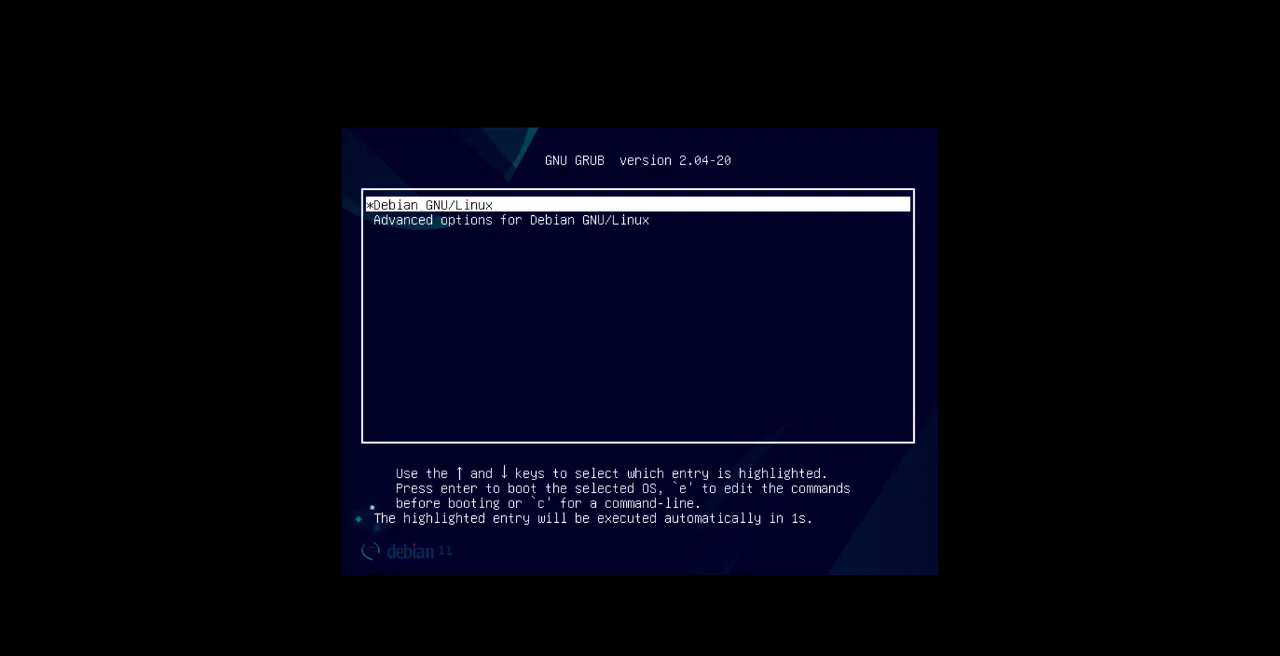 GNU GRUB  version 2.04-20
*Debian GNU/Linux
Advanced options for Debian GNU/Linux
Use the ↑ and ↓ keys to select which entry is highlighted.
Press enter to boot the selected OS, `e' to edit the commands
before booting or `c' for a command-line.
The highlighted entry will be executed automatically in 1s.
debian 11